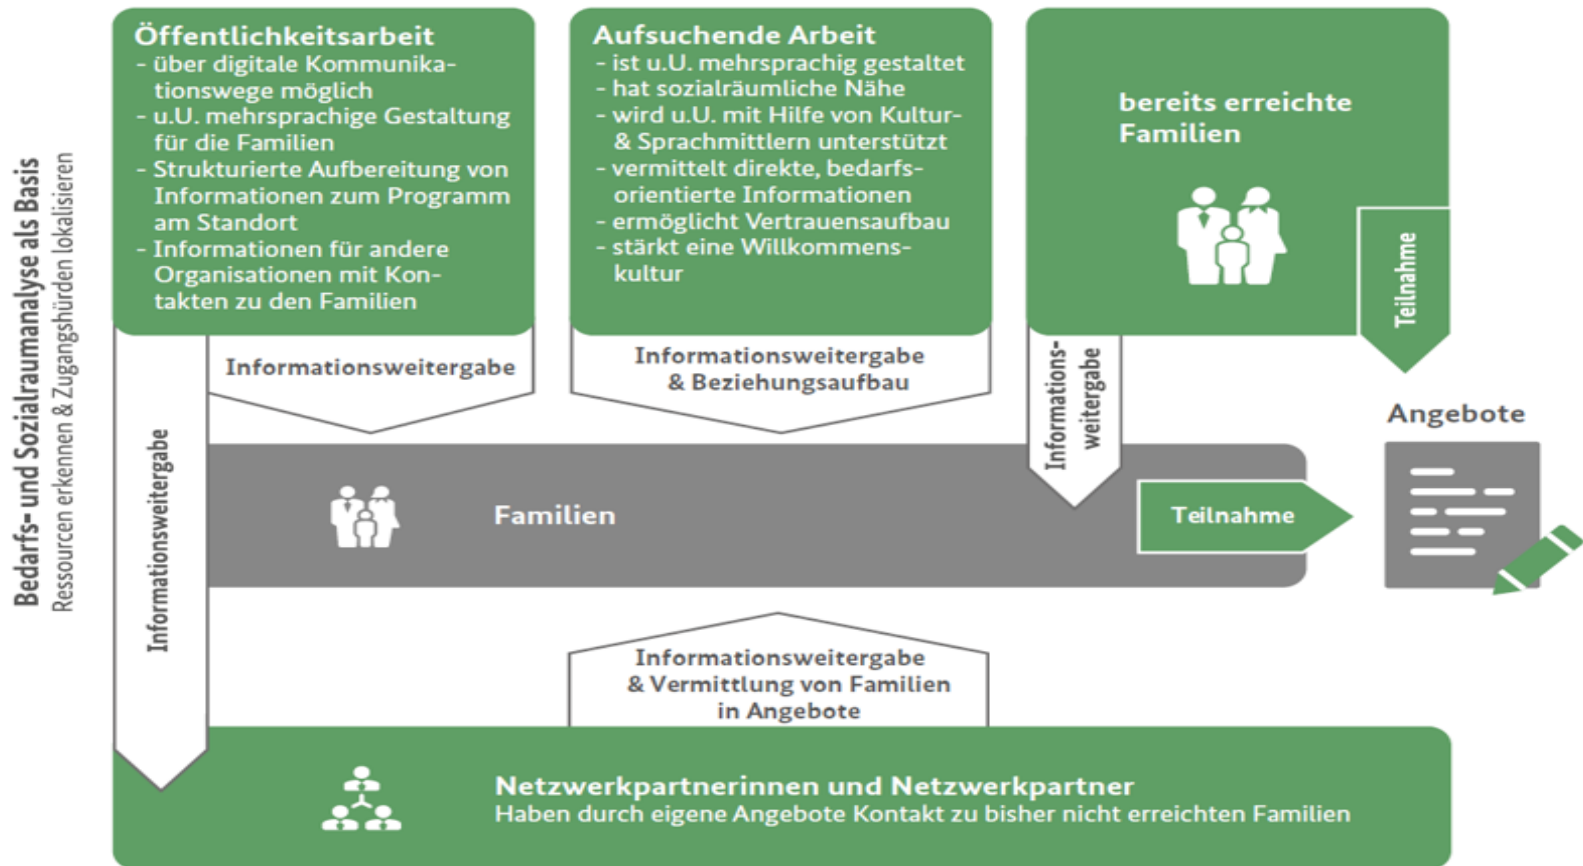 Bedarfs- und Sozialraumanalyse als Basis
Ressourcen erkennen & Zugangshürden lokalisieren
Öffentlichkeitsarbeit
- über digitale Kommunika-
tionswege möglich
- u.U. mehrsprachige Gestaltung
für die Familien
- Strukturierte Aufbereitung von
Informationen zum Programm
am Standort
- Informationen für andere
Organisationen mit Kon-
takten zu den Familien
Aufsuchende Arbeit
- ist u.U. mehrsprachig gestaltet
- hat sozialräumliche Nähe
- wird u.U. mit Hilfe von Kultur-
& Sprachmittlern unterstützt
- vermittelt direkte, bedarfs-
orientierte Informationen
- ermöglicht Vertrauensaufbau
- stärkt eine Willkommens-
kultur
bereits erreichte
Familien
Teilnahme
Informationsweitergabe
Informationsweitergabe
Informationsweitergabe
& Beziehungsaufbau
Informations-
weitergabe
Angebote
Familien
Teilnahme
Informationsweitergabe
& Vermittlung von Familien
in Angebote
Netzwerkpartnerinnen und Netzwerkpartner
Haben durch eigene Angebote Kontakt zu bisher nicht erreichten Familien